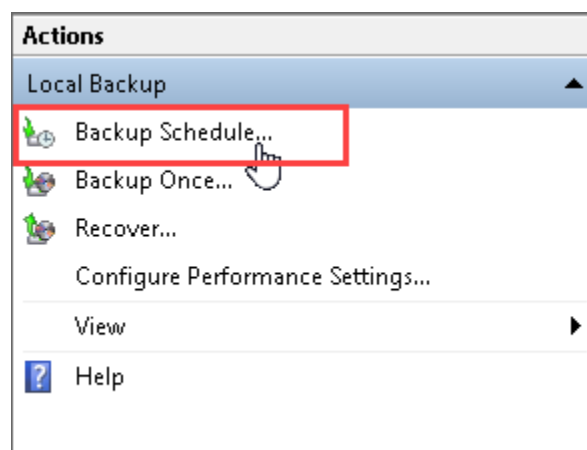 Actions
Local Backup
Backup Schedule...
Backup Once...
Recover...
Configure Performance Settings...
View
Help